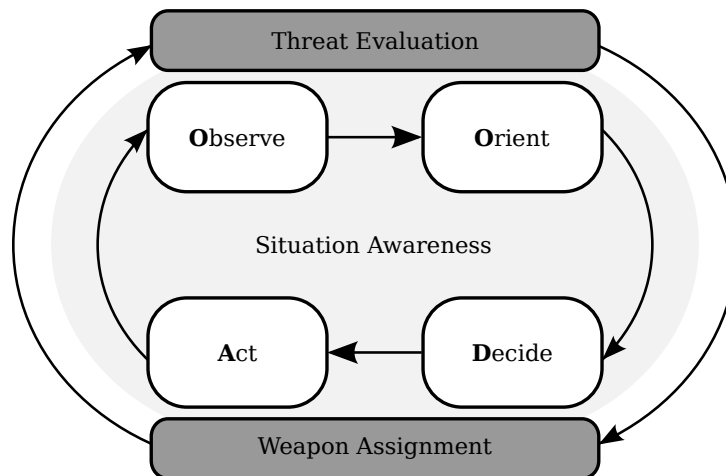 Threat Evaluation
Observe
Orient
Situation Awareness
Act
Decide
Weapon Assignment